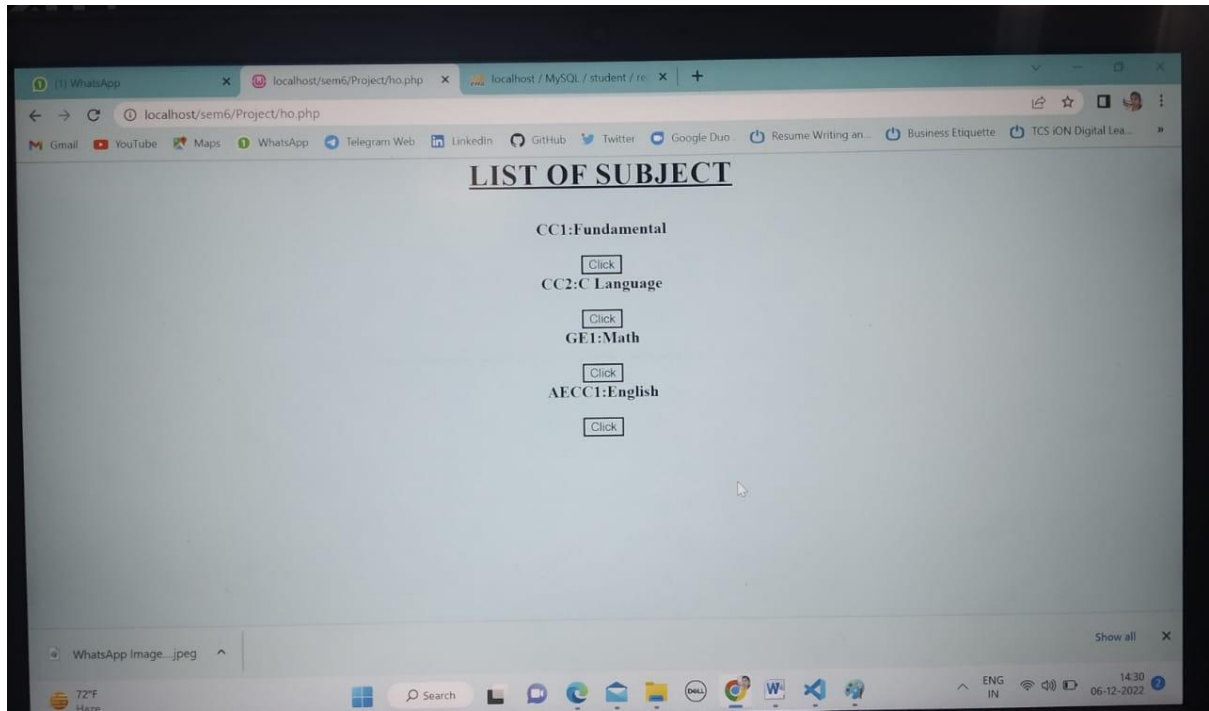 (1) WhatsApp
localhost/sem6/Project/ho.php
localhost / MySQL / student / re
localhost/sem6/Project/ho.php
Gmail YouTube Maps WhatsApp Telegram Web LinkedIn GitHub Twitter Google Duo Resume Writing an... Business Etiquette TCS iON Digital Lea...
LIST OF SUBJECT
CC1:Fundamental
Click
CC2:C Language
Click
GE1:Math
Click
AECC1:English
Click
WhatsApp Image....jpeg
Show all
72°F
Haze
Search
DELL
ENG
IN
14:30
06-12-2022
2